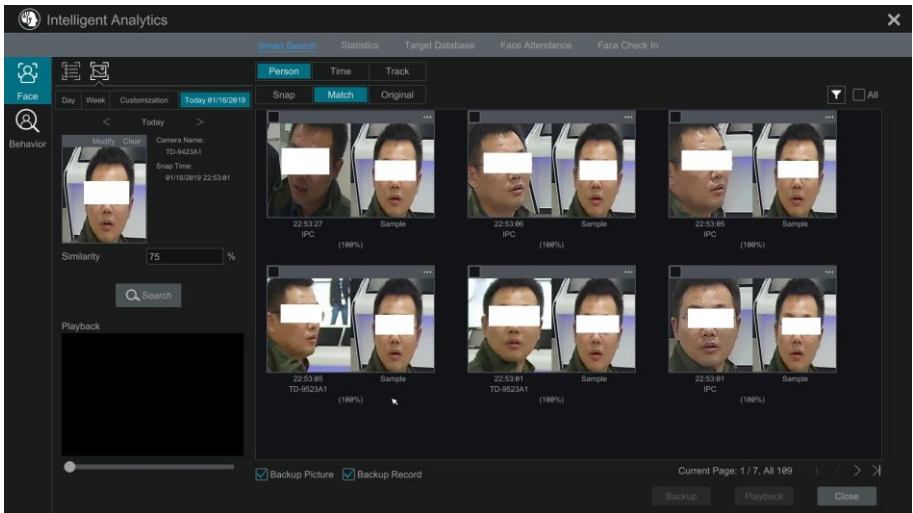 Intelligent Analytics
Smart Search Statistics Target Database Face Attendance Face Check In
Face
Behavior
Day Week Customization Today 01/16/2019
< Today >
Modify Clear
Camera Name:
TD-9423A1
Snap Time:
01/16/2019 22:53:01
Similarity 75 %
Search
Playback
Person Time Track
Snap Match Original
All
22:53:27 Sample
IPC
(100%)
22:53:06 Sample
IPC
(100%)
22:53:05 Sample
IPC
(100%)
22:53:05 Sample
TD-9523A1
(100%)
22:53:01 Sample
TD-9523A1
(100%)
22:53:01 Sample
IPC
(100%)
Backup Picture Backup Record
Current Page: 1 / 7, All 109
Backup Playback Close